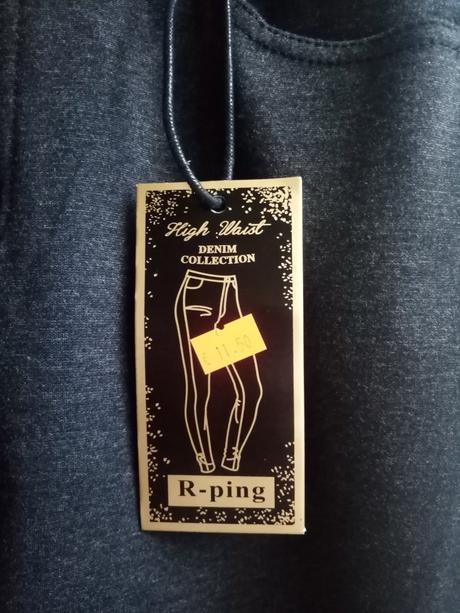 High Waist
DENIM
COLLECTION
€ 11.50
R-ping